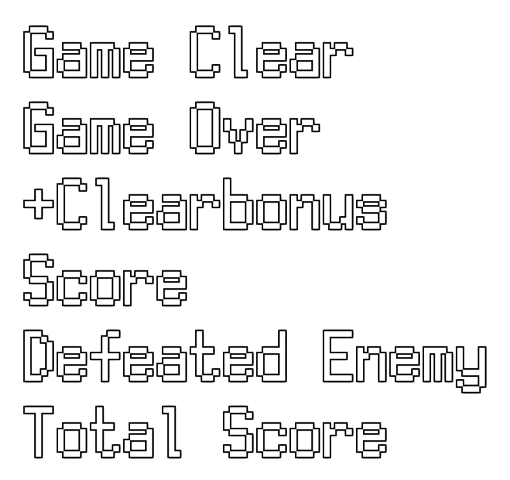 Game Clear
Game Over
+Clearbonus
Score
Defeated Enemy
Total Score